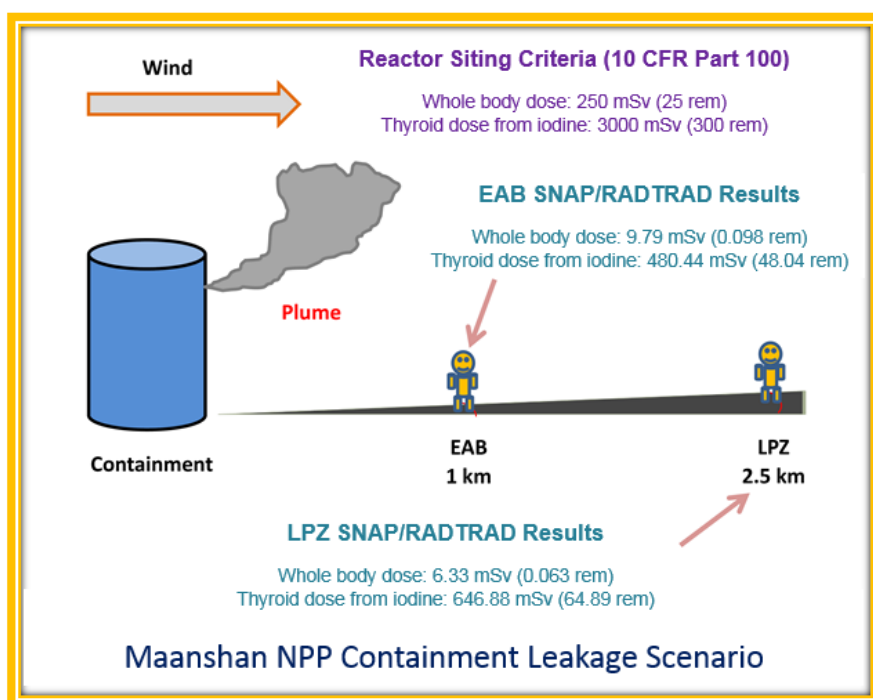 Wind
Reactor Siting Criteria (10 CFR Part 100)
Whole body dose: 250 mSv (25 rem)
Thyroid dose from iodine: 3000 mSv (300 rem)
EAB SNAP/RADTRAD Results
Whole body dose: 9.79 mSv (0.098 rem)
Thyroid dose from iodine: 480.44 mSv (48.04 rem)
Plume
Containment
EAB
1 km
LPZ
2.5 km
LPZ SNAP/RADTRAD Results
Whole body dose: 6.33 mSv (0.063 rem)
Thyroid dose from iodine: 646.88 mSv (64.89 rem)
Maanshan NPP Containment Leakage Scenario